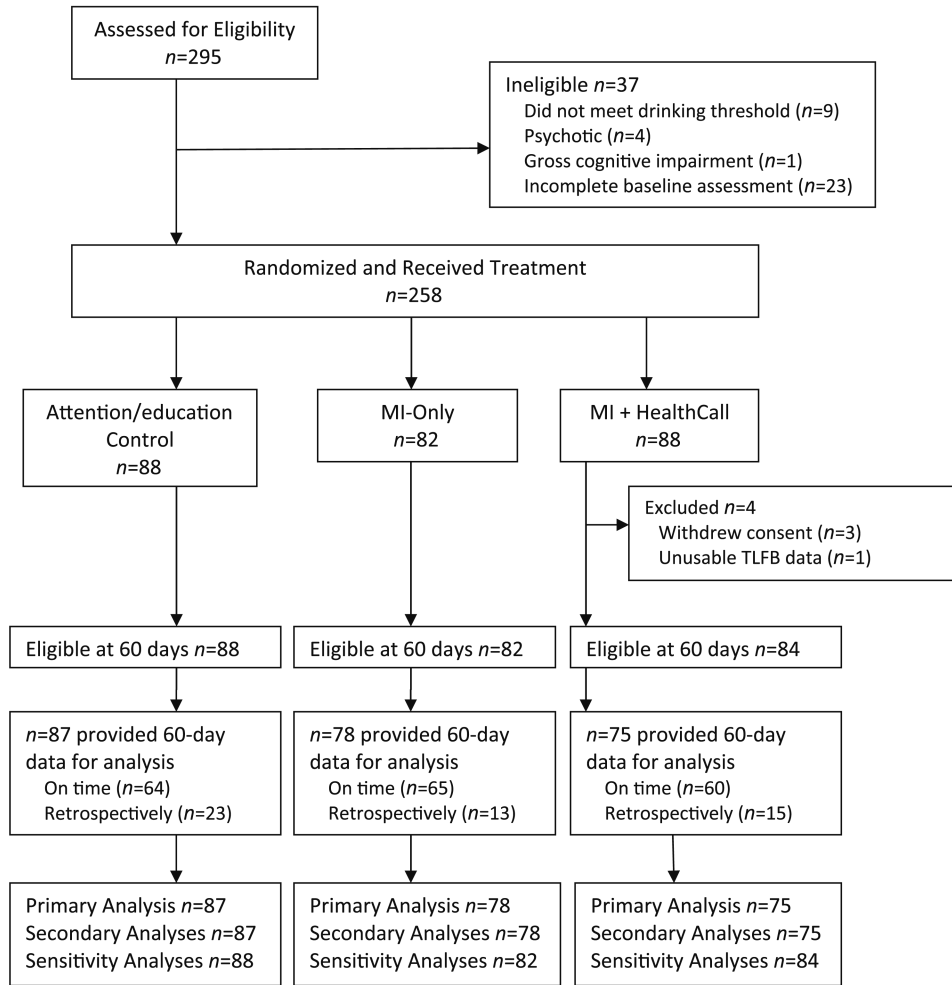 Assessed for Eligibility
n=295
Ineligible n=37
Did not meet drinking threshold (n=9)
Psychotic (n=4)
Gross cognitive impairment (n=1)
Incomplete baseline assessment (n=23)
Randomized and Received Treatment
n=258
Attention/education
Control
n=88
MI-Only
n=82
MI + HealthCall
n=88
Excluded n=4
Withdrew consent (n=3)
Unusable TLFB data (n=1)
Eligible at 60 days n=88
Eligible at 60 days n=82
Eligible at 60 days n=84
n=87 provided 60-day
data for analysis
On time (n=64)
Retrospectively (n=23)
n=78 provided 60-day
data for analysis
On time (n=65)
Retrospectively (n=13)
n=75 provided 60-day
data for analysis
On time (n=60)
Retrospectively (n=15)
Primary Analysis n=87
Secondary Analyses n=87
Sensitivity Analyses n=88
Primary Analysis n=78
Secondary Analyses n=78
Sensitivity Analyses n=82
Primary Analysis n=75
Secondary Analyses n=75
Sensitivity Analyses n=84